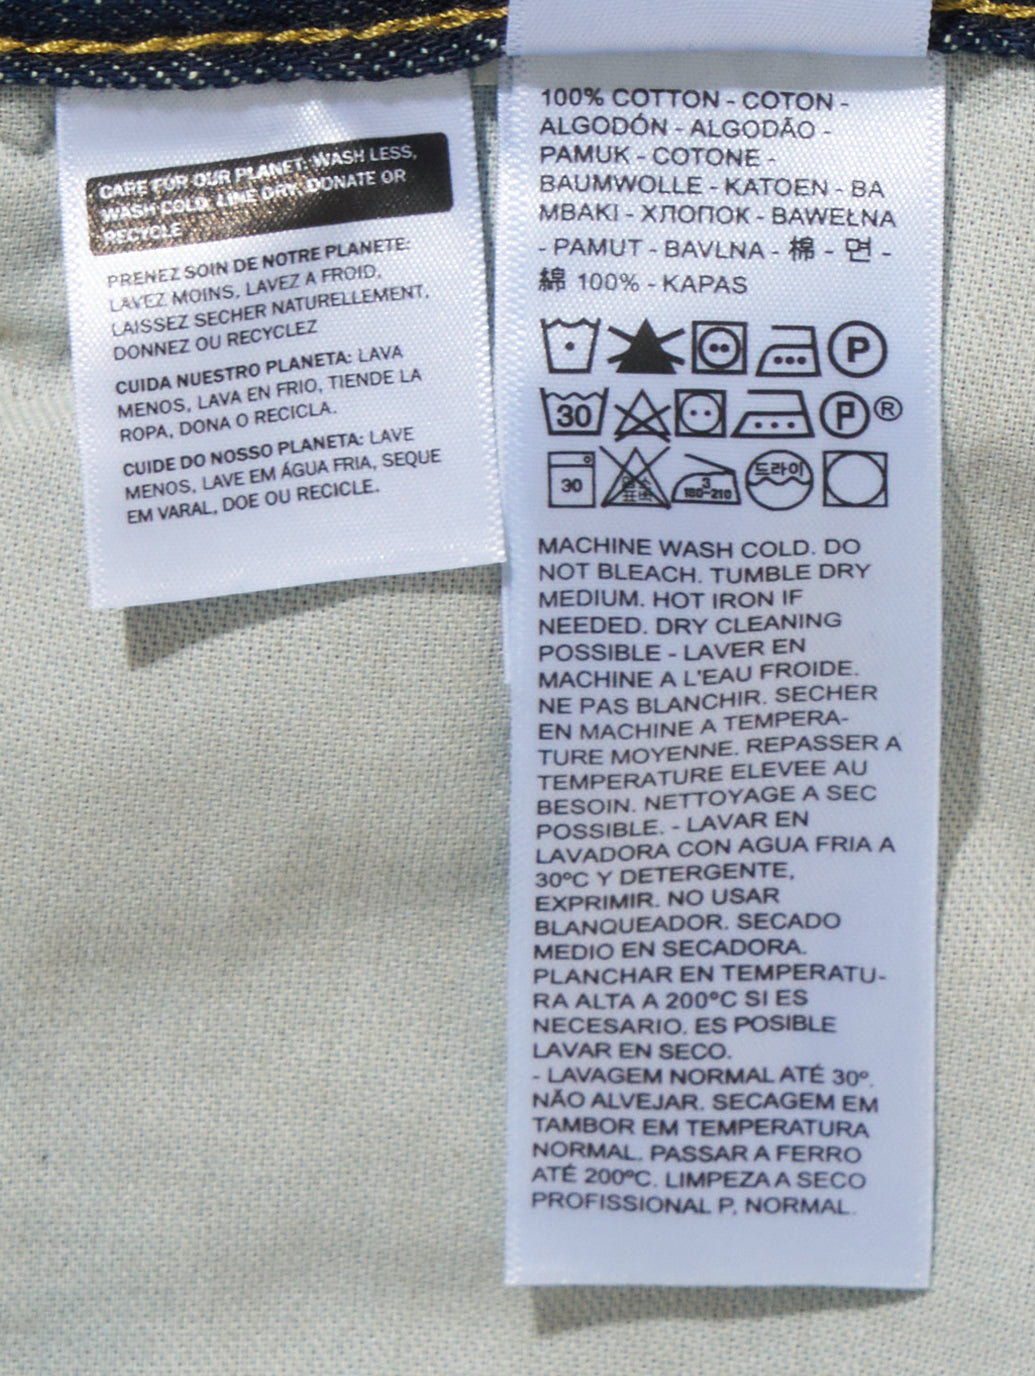 CARE FOR OUR PLANET: WASH LESS,
WASH COLD, LINE DRY, DONATE OR
RECYCLE
PRENEZ SOIN DE NOTRE PLANETE:
LAVEZ MOINS, LAVEZ A FROID,
LAISSEZ SECHER NATURELLEMENT,
DONNEZ OU RECYCLEZ
CUIDA NUESTRO PLANETA: LAVA
MENOS, LAVA EN FRIO, TIENDE LA
ROPA, DONA O RECICLA.
CUIDE DO NOSSO PLANETA: LAVE
MENOS, LAVE EM ÁGUA FRIA, SEQUE
EM VARAL, DOE OU RECICLE.
100% COTTON - COTON -
ALGODÓN - ALGODÃO -
PAMUK - COTONE -
BAUMWOLLE - KATOEN - BA
MBAKI - ХЛОПОК - BAWEŁNA
- PAMUT - BAVLNA - 棉 - 면 -
綿 100% - KAPAS
P
30 P ®
30 3 180-210 드라이
MACHINE WASH COLD. DO
NOT BLEACH. TUMBLE DRY
MEDIUM. HOT IRON IF
NEEDED. DRY CLEANING
POSSIBLE - LAVER EN
MACHINE A L'EAU FROIDE.
NE PAS BLANCHIR. SECHER
EN MACHINE A TEMPERA-
TURE MOYENNE. REPASSER A
TEMPERATURE ELEVEE AU
BESOIN. NETTOYAGE A SEC
POSSIBLE. - LAVAR EN
LAVADORA CON AGUA FRIA A
30ºC Y DETERGENTE,
EXPRIMIR. NO USAR
BLANQUEADOR. SECADO
MEDIO EN SECADORA.
PLANCHAR EN TEMPERATU-
RA ALTA A 200ºC SI ES
NECESARIO. ES POSIBLE
LAVAR EN SECO.
- LAVAGEM NORMAL ATÉ 30º.
NÃO ALVEJAR. SECAGEM EM
TAMBOR EM TEMPERATURA
NORMAL. PASSAR A FERRO
ATÉ 200ºC. LIMPEZA A SECO
PROFISSIONAL P, NORMAL.